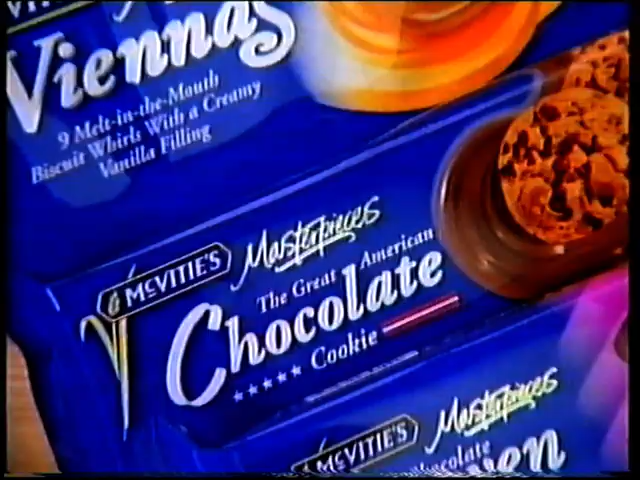 Viennas
9 Melt-in-the-Mouth
Biscuit Whirls With a Creamy
Vanilla Filling
McVITIE'S Masterpieces
The Great American
Chocolate
Cookie
McVITIE'S Masterpieces